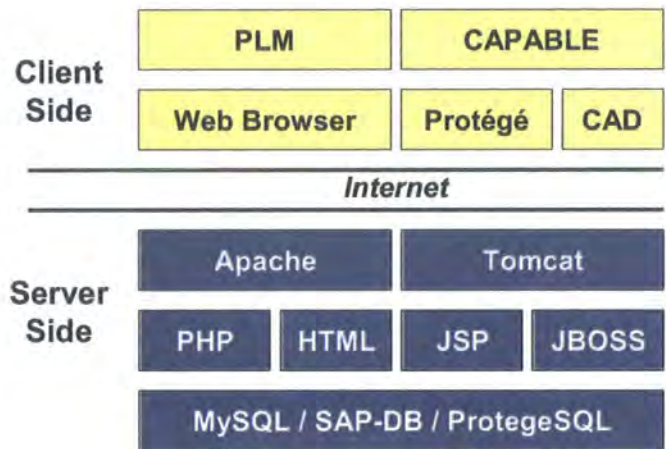 PLM
CAPABLE
Client
Side
Web Browser
Protégé
CAD
Internet
Apache
Tomcat
Server
Side
PHP
HTML
JSP
JBOSS
MySQL / SAP-DB / ProtegeSQL